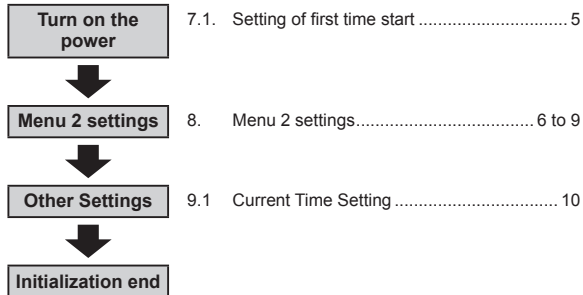 Turn on the
power
7.1. Setting of first time start ............................... 5
Menu 2 settings
8. Menu 2 settings..................................... 6 to 9
Other Settings
9.1 Current Time Setting .................................. 10
Initialization end